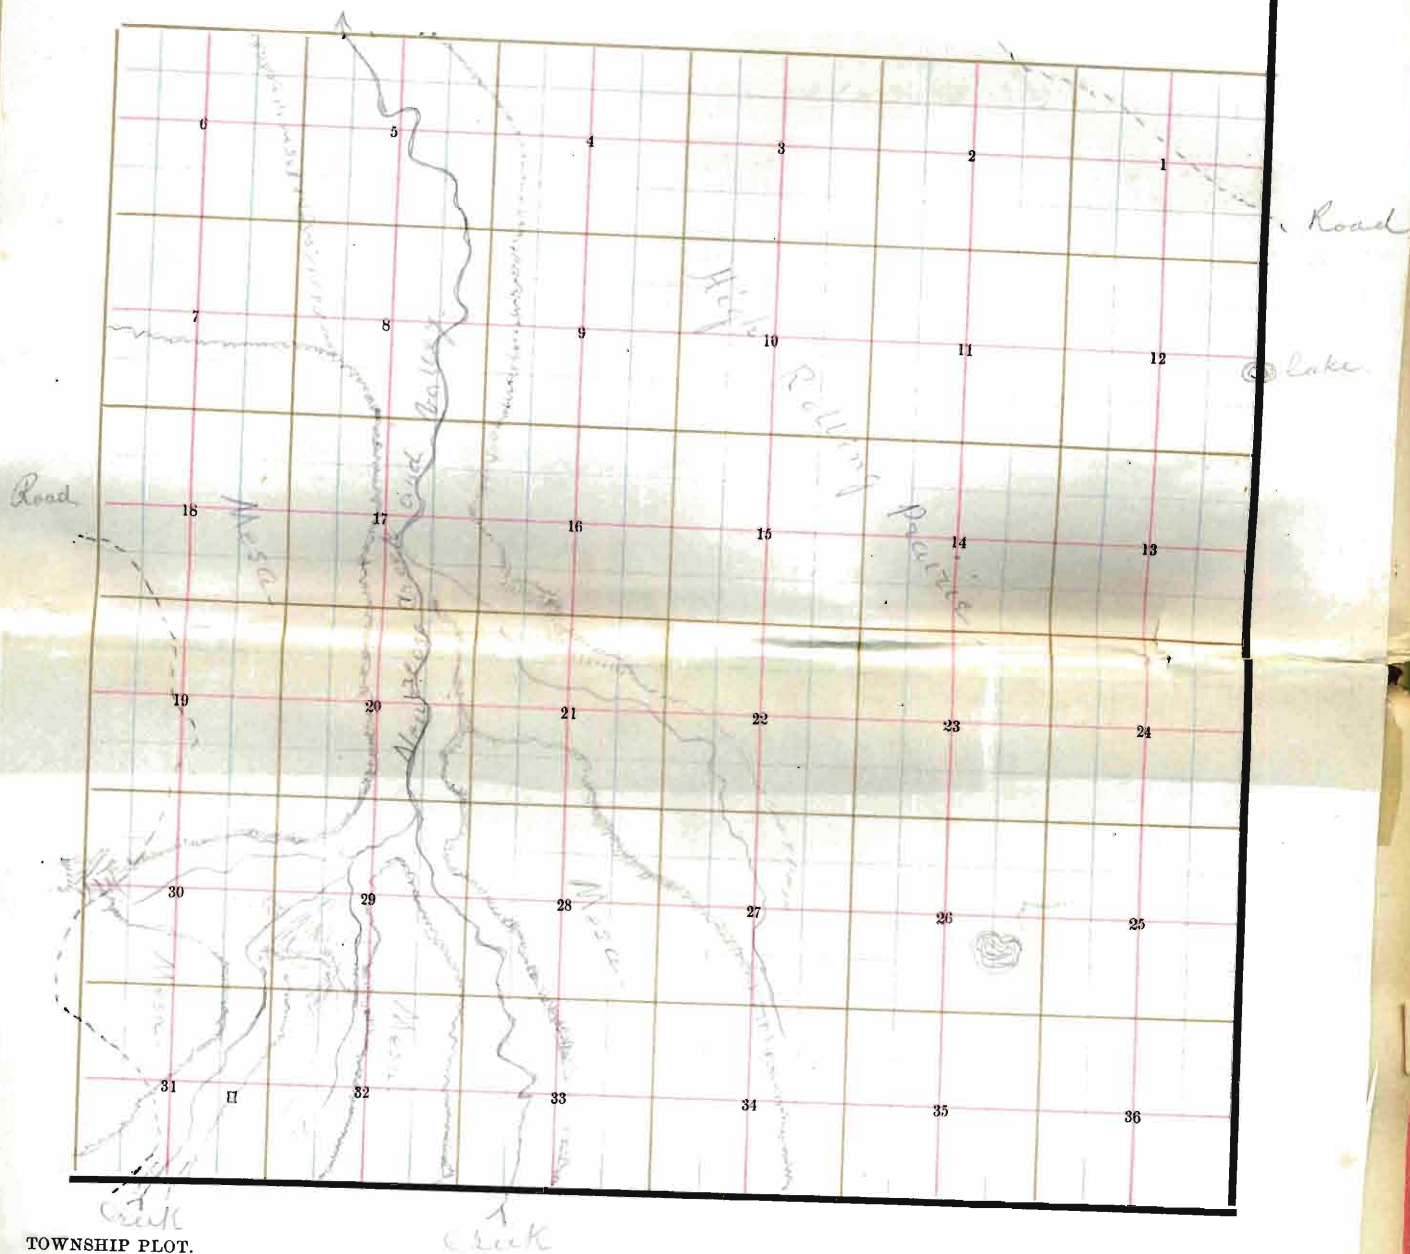 6 5 4 3 2 1
Road
7 8 9 10 11 12
High Rolling Prairie
Lake
Road
18 17 16 15 14 13
Mesa
and Valley
19 20 21 22 23 24
30 29 28 27 26 25
Mesa
Mesa
Mesa
31 32 33 34 35 36
Creek
Creek
TOWNSHIP PLOT.